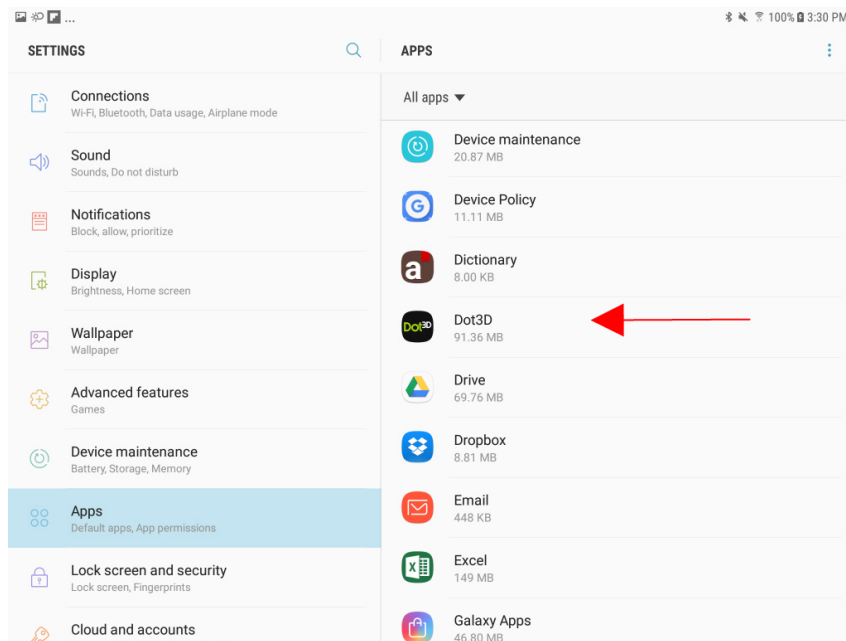 ... 100% 3:30 PM
SETTINGS
Connections
Wi-Fi, Bluetooth, Data usage, Airplane mode
Sound
Sounds, Do not disturb
Notifications
Block, allow, prioritize
Display
Brightness, Home screen
Wallpaper
Wallpaper
Advanced features
Games
Device maintenance
Battery, Storage, Memory
Apps
Default apps, App permissions
Lock screen and security
Lock screen, Fingerprints
Cloud and accounts
APPS
All apps
Device maintenance
20.87 MB
G
Device Policy
11.11 MB
a
Dictionary
8.00 KB
Dot3D
Dot3D
91.36 MB
Drive
69.76 MB
Dropbox
8.81 MB
Email
448 KB
X
Excel
149 MB
Galaxy Apps
46.80 MB